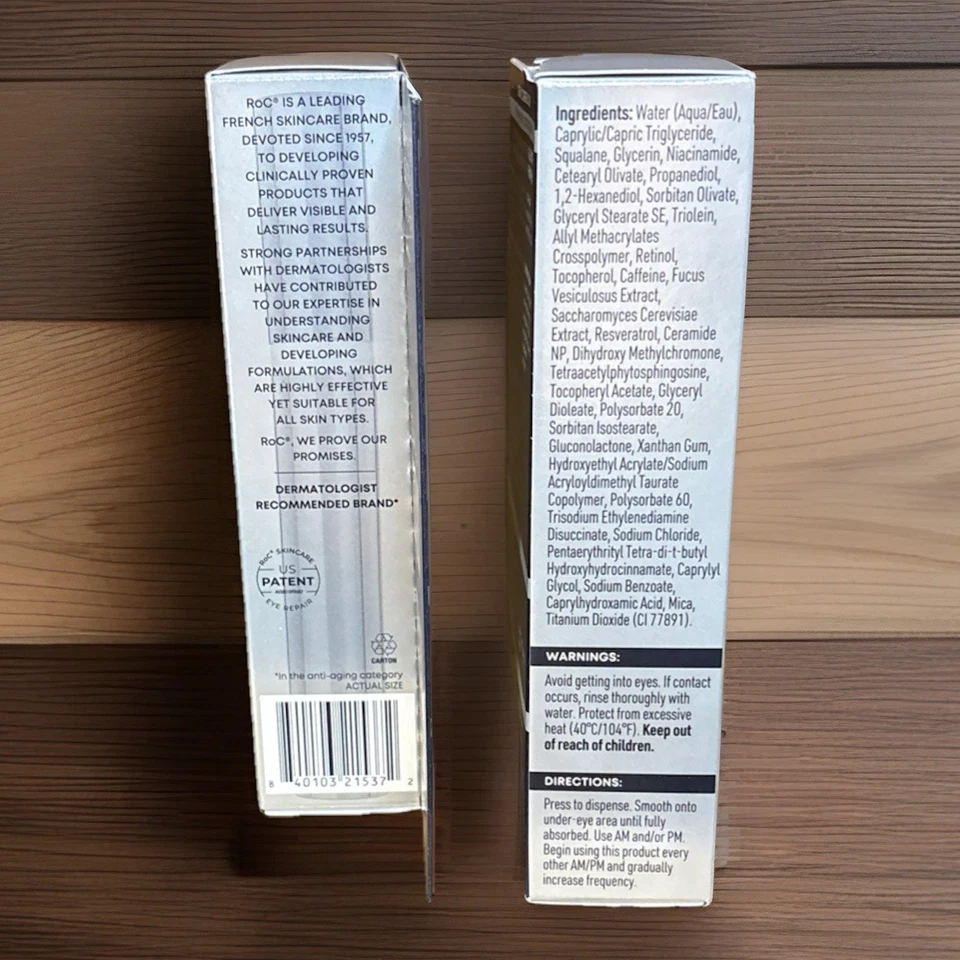 RoC® IS A LEADING
FRENCH SKINCARE BRAND,
DEVOTED SINCE 1957,
TO DEVELOPING
CLINICALLY PROVEN
PRODUCTS THAT
DELIVER VISIBLE AND
LASTING RESULTS.
STRONG PARTNERSHIPS
WITH DERMATOLOGISTS
HAVE CONTRIBUTED
TO OUR EXPERTISE IN
UNDERSTANDING
SKINCARE AND
DEVELOPING
FORMULATIONS, WHICH
ARE HIGHLY EFFECTIVE
YET SUITABLE FOR
ALL SKIN TYPES.
RoC®, WE PROVE OUR
PROMISES.
DERMATOLOGIST
RECOMMENDED BRAND*
RoC® SKINCARE
US
PATENT
EYE REPAIR
CARTON
*In the anti-aging category
ACTUAL SIZE
8 40103 21537 2
Ingredients: Water (Aqua/Eau),
Caprylic/Capric Triglyceride,
Squalane, Glycerin, Niacinamide,
Cetearyl Olivate, Propanediol,
1,2-Hexanediol, Sorbitan Olivate,
Glyceryl Stearate SE, Triolein,
Allyl Methacrylates
Crosspolymer, Retinol,
Tocopherol, Caffeine, Fucus
Vesiculosus Extract,
Saccharomyces Cerevisiae
Extract, Resveratrol, Ceramide
NP, Dihydroxy Methylchromone,
Tetraacetylphytosphingosine,
Tocopheryl Acetate, Glyceryl
Dioleate, Polysorbate 20,
Sorbitan Isostearate,
Gluconolactone, Xanthan Gum,
Hydroxyethyl Acrylate/Sodium
Acryloyldimethyl Taurate
Copolymer, Polysorbate 60,
Trisodium Ethylenediamine
Disuccinate, Sodium Chloride,
Pentaerythrityl Tetra-di-t-butyl
Hydroxyhydrocinnamate, Caprylyl
Glycol, Sodium Benzoate,
Caprylhydroxamic Acid, Mica,
Titanium Dioxide (CI 77891).
WARNINGS:
Avoid getting into eyes. If contact
occurs, rinse thoroughly with
water. Protect from excessive
heat (40°C/104°F). Keep out
of reach of children.
DIRECTIONS:
Press to dispense. Smooth onto
under-eye area until fully
absorbed. Use AM and/or PM.
Begin using this product every
other AM/PM and gradually
increase frequency.